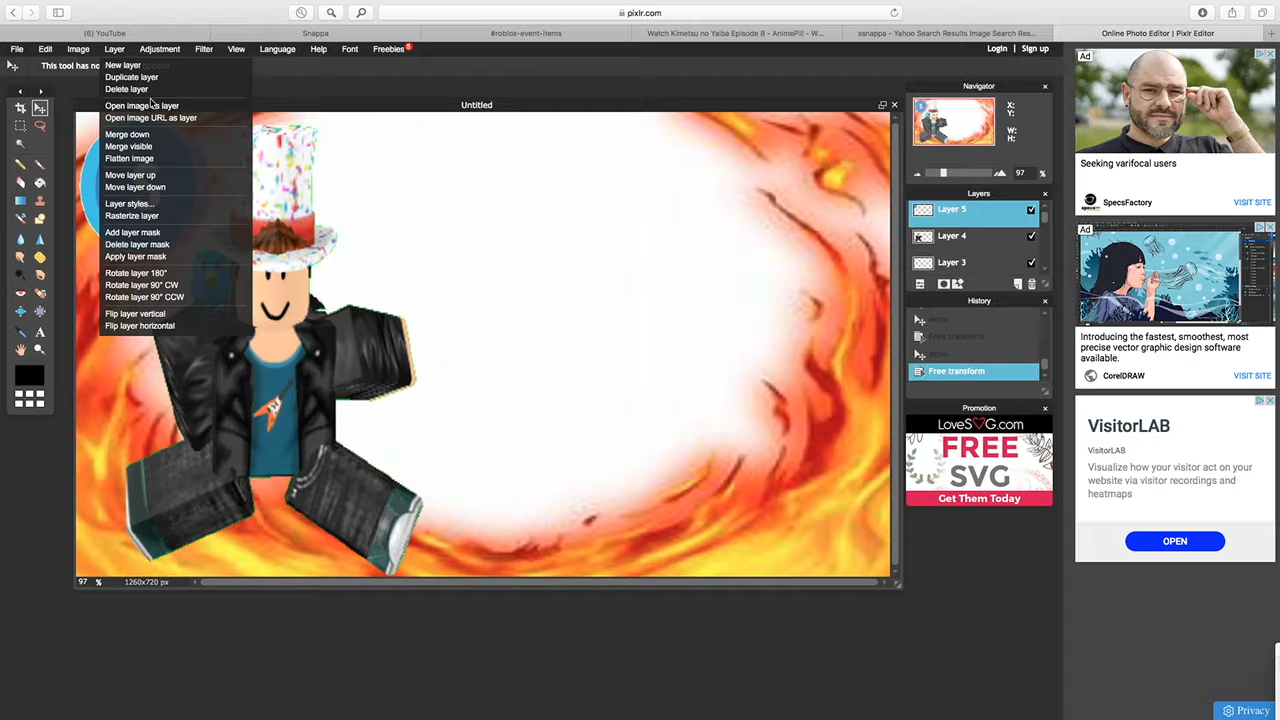 pixlr.com
(6) YouTube
Snappa
#roblox-event-items
Watch Kimetsu no Yaiba Episode 8 - AnimePill - W...
ssnappa - Yahoo Search Results Image Search Res...
Online Photo Editor | Pixlr Editor
File Edit Image Layer Adjustment Filter View Language Help Font Freebies
Login Sign up
This tool has no
New layer
Duplicate layer
Delete layer
Open image as layer
Open image URL as layer
Merge down
Merge visible
Flatten image
Move layer up
Move layer down
Layer styles...
Rasterize layer
Add layer mask
Delete layer mask
Apply layer mask
Rotate layer 180°
Rotate layer 90° CW
Rotate layer 90° CCW
Flip layer vertical
Flip layer horizontal
Untitled
97 % 1260x720 px
Navigator
X:
Y:
W:
H:
97 %
Layers
Layer 5
Layer 4
Layer 3
History
Free transform
Free transform
Promotion
LoveSVG.com
FREE
SVG
Get Them Today
Ad
Seeking varifocal users
SpecsFactory
VISIT SITE
Ad
Introducing the fastest, smoothest, most
precise vector graphic design software
available.
CorelDRAW
VISIT SITE
VisitorLAB
VisitorLAB
Visualize how your visitor act on your
website via visitor recordings and
heatmaps
OPEN
Privacy